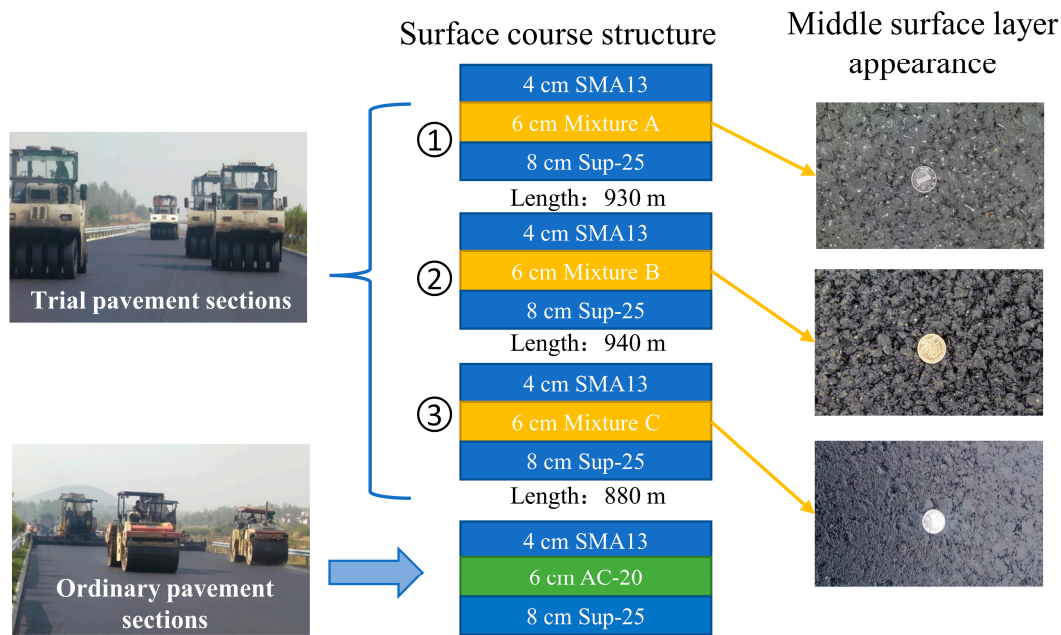 Surface course structure
Middle surface layer
appearance
4 cm SMA13
6 cm Mixture A
8 cm Sup-25
①
Length：930 m
4 cm SMA13
6 cm Mixture B
8 cm Sup-25
②
Length：940 m
4 cm SMA13
6 cm Mixture C
8 cm Sup-25
③
Length：880 m
4 cm SMA13
6 cm AC-20
8 cm Sup-25
Trial pavement sections
Ordinary pavement
sections